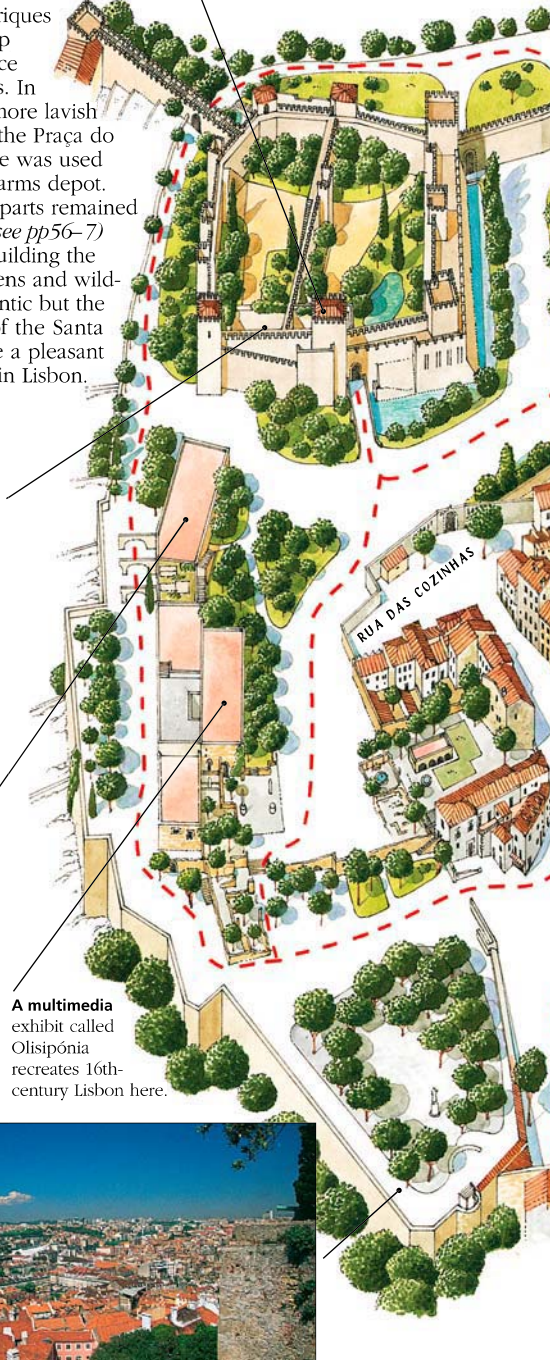 riques
p
ce
s. In
nore lavish
the Praça do
e was used
arms depot.
parts remained
see pp56–7)
uilding the
ens and wild-
ntic but the
of the Santa
e a pleasant
in Lisbon.
RUA DAS COZINHAS
A multimedia
exhibit called
Olisipónia
recreates 16th-
century Lisbon here.